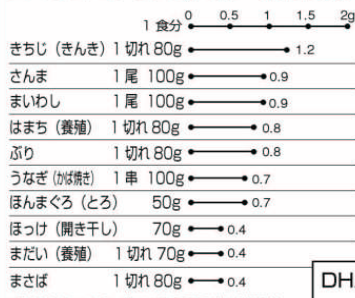 1食分 0 0.5 1 1.5 2g
きちじ（きんき）1切れ 80g 1.2
さんま 1尾 100g 0.9
まいわし 1尾 100g 0.9
はまち（養殖）1切れ 80g 0.8
ぶり 1切れ 80g 0.8
うなぎ（かば焼き）1串 100g 0.7
ほんまぐろ（とろ） 50g 0.7
ほっけ（開き干し） 70g 0.4
まだい（養殖）1切れ 70g 0.4
まさば 1切れ 80g 0.4
DH